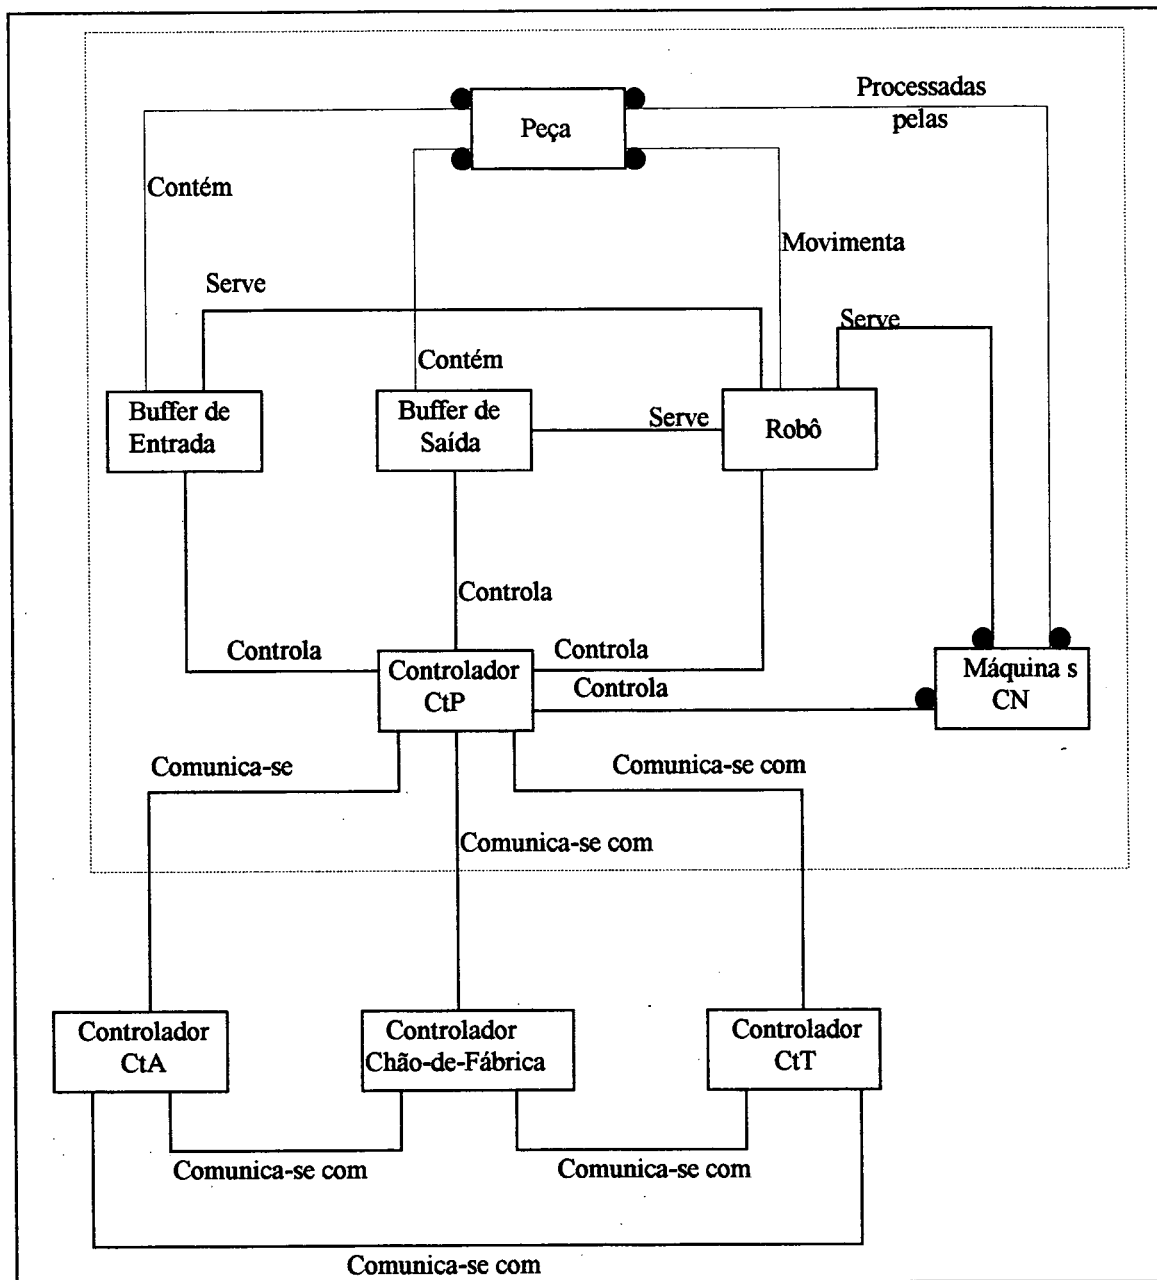 Processadas
pelas
Peça
Contém
Movimenta
Serve
Serve
Contém
Buffer de
Entrada
Buffer de
Saída
Serve
Robô
Controla
Controla
Controla
Controla
Controlador
CtP
Máquina s
CN
Comunica-se
Comunica-se com
Comunica-se com
Controlador
CtA
Controlador
Chão-de-Fábrica
Controlador
CtT
Comunica-se com
Comunica-se com
Comunica-se com